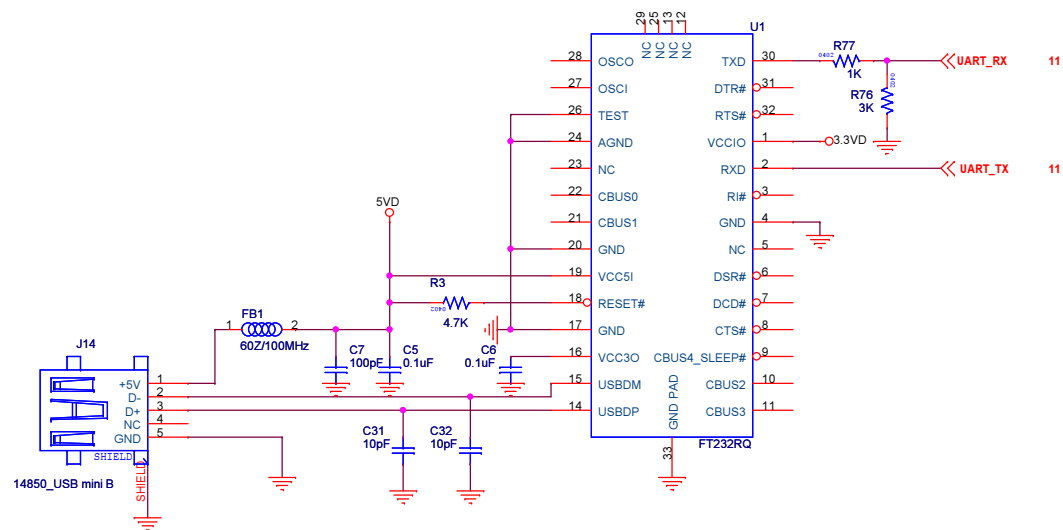 29
25
13
12
NC
NC
NC
NC
U1
28 OSCO
27 OSCI
26 TEST
24 AGND
23 NC
22 CBUS0
21 CBUS1
20 GND
19 VCC5I
18 RESET#
17 GND
16 VCC3O
15 USBDM
14 USBDP
TXD 30
DTR# 31
RTS# 32
VCCIO 1
RXD 2
RI# 3
GND 4
NC 5
DSR# 6
DCD# 7
CTS# 8
CBUS4_SLEEP# 9
CBUS2 10
CBUS3 11
GND PAD
33
FT232RQ
R77
0402
1K
R76
3K
0402
UART_RX 11
3.3VD
UART_TX 11
5VD
R3
0402
4.7K
FB1
1 2
60Z/100MHz
C7
100pF
C5
0.1uF
C6
0.1uF
J14
+5V 1
D- 2
D+ 3
NC 4
GND 5
SHIELD
SHIELD
14850_USB mini B
C31
10pF
C32
10pF